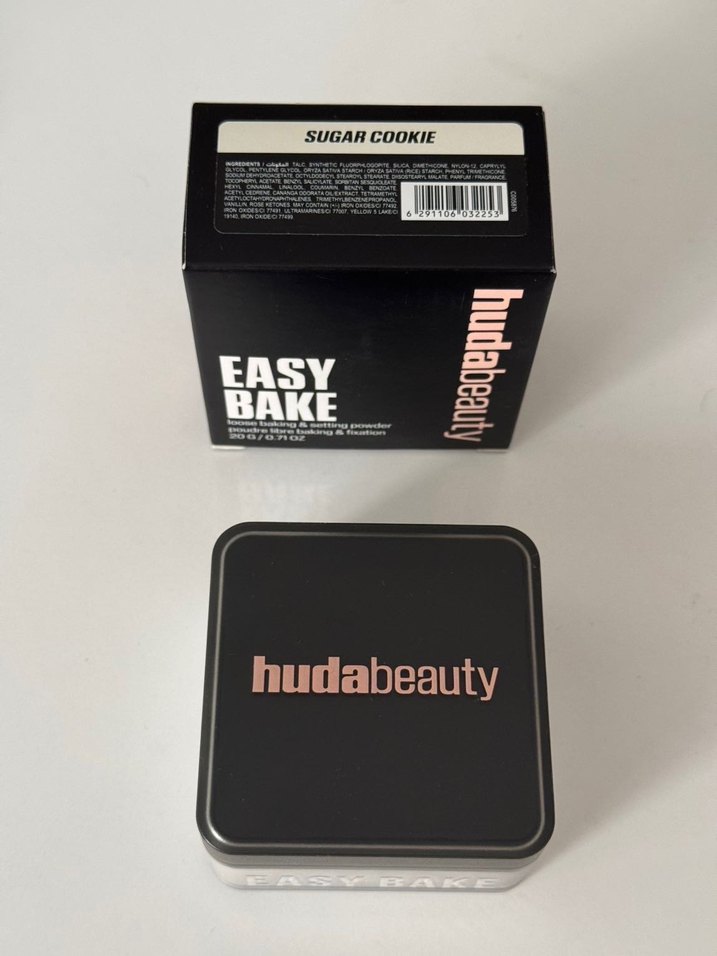 SUGAR COOKIE
INGREDIENTS / المكونات: TALC, SYNTHETIC FLUORPHLOGOPITE, SILICA, DIMETHICONE, NYLON-12, CAPRYLYL
GLYCOL, PENTYLENE GLYCOL, ORYZA SATIVA STARCH / ORYZA SATIVA (RICE) STARCH, PHENYL TRIMETHICONE,
SODIUM DEHYDROACETATE, OCTYLDODECYL STEAROYL STEARATE, DIISOSTEARYL MALATE, PARFUM / FRAGRANCE,
TOCOPHERYL ACETATE, BENZYL SALICYLATE, SORBITAN SESQUIOLEATE,
HEXYL CINNAMAL, LINALOOL, COUMARIN, BENZYL BENZOATE,
ACETYL CEDRENE, CANANGA ODORATA OIL/EXTRACT, TETRAMETHYL
ACETYLOCTAHYDRONAPHTHALENES, TRIMETHYLBENZENEPROPANOL,
VANILLIN, ROSE KETONES. MAY CONTAIN (+/-) IRON OXIDES/CI 77492,
IRON OXIDES/CI 77491, ULTRAMARINES/CI 77007, YELLOW 5 LAKE/CI
19140, IRON OXIDE/CI 77499.
6 291106 032253
hudabeauty
EASY
BAKE
loose baking & setting powder
poudre libre baking & fixation
20 G / 0.71 OZ
hudabeauty
EASY BAKE